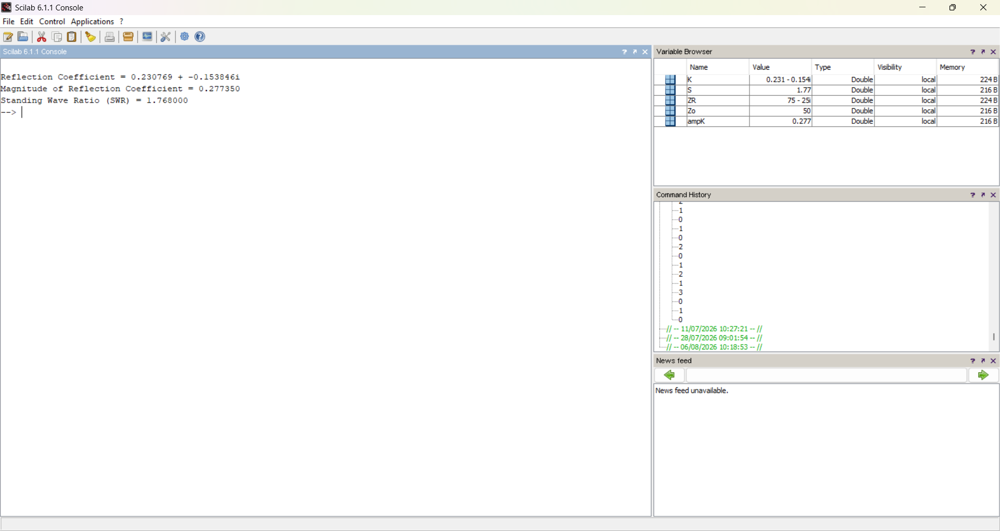 Scilab 6.1.1 Console
File Edit Control Applications ?
Scilab 6.1.1 Console
Reflection Coefficient = 0.230769 + -0.153846i
Magnitude of Reflection Coefficient = 0.277350
Standing Wave Ratio (SWR) = 1.768000
-->
Variable Browser
Name Value Type Visibility Memory
K 0.231 - 0.154i Double local 224 B
S 1.77 Double local 216 B
ZR 75 - 25i Double local 224 B
Zo 50 Double local 216 B
ampK 0.277 Double local 216 B
Command History
1
0
1
0
2
0
1
2
1
3
0
1
0
// -- 11/07/2026 10:27:21 -- //
// -- 28/07/2026 09:01:54 -- //
// -- 06/08/2026 10:18:53 -- //
News feed
News feed unavailable.